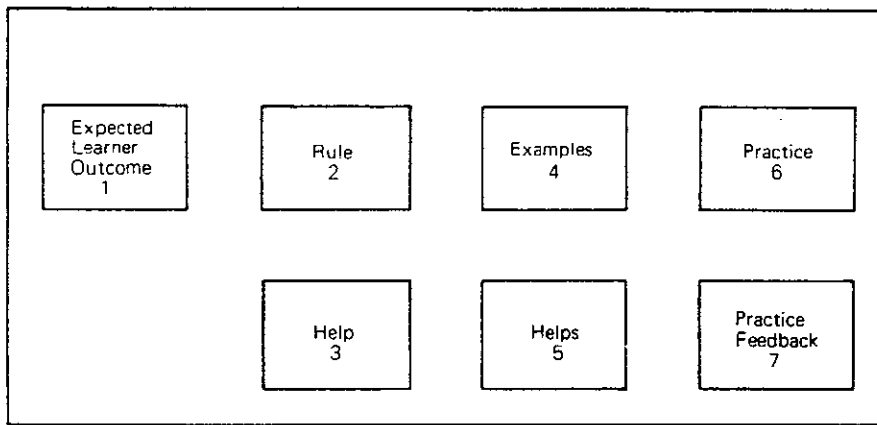 Expected
Learner
Outcome
1
Rule
2
Examples
4
Practice
6
Help
3
Helps
5
Practice
Feedback
7